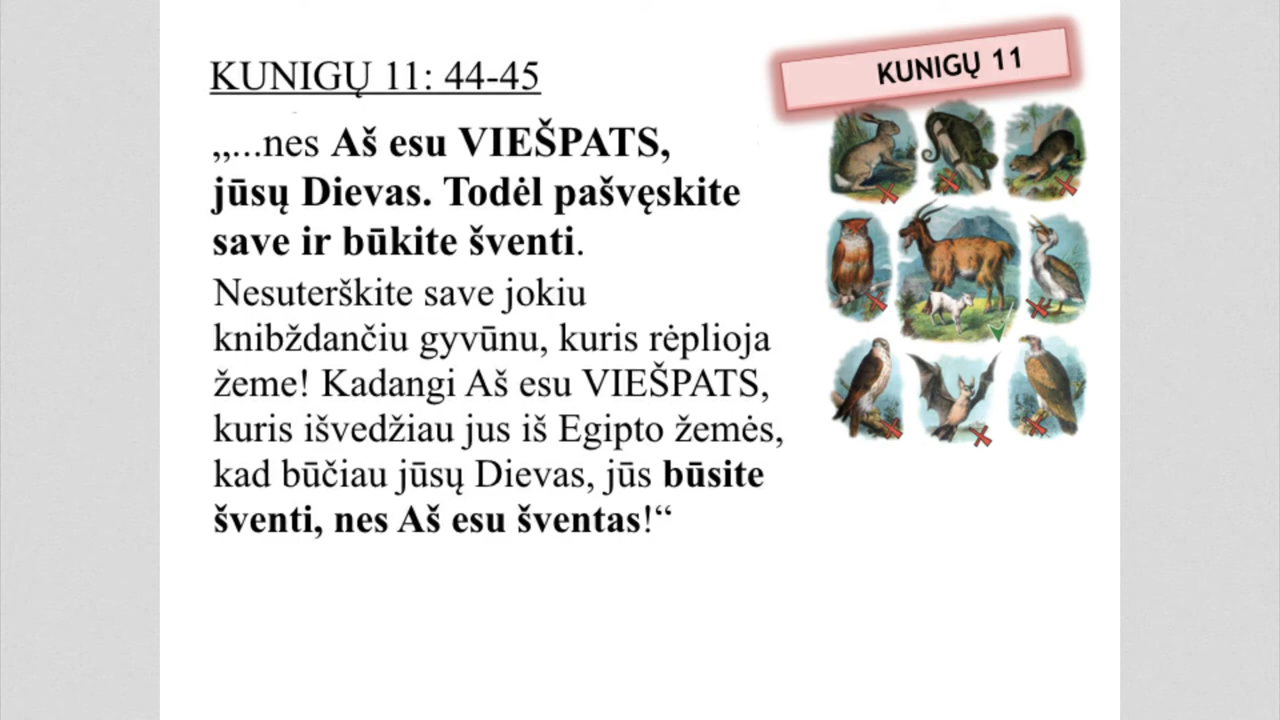 KUNIGŲ 11: 44-45
KUNIGŲ 11
„...nes Aš esu VIEŠPATS,
jūsų Dievas. Todėl pašvęskite
save ir būkite šventi.
Nesuterškite save jokiu
knibždančiu gyvūnu, kuris rėplioja
žeme! Kadangi Aš esu VIEŠPATS,
kuris išvedžiau jus iš Egipto žemės,
kad būčiau jūsų Dievas, jūs būsite
šventi, nes Aš esu šventas!“